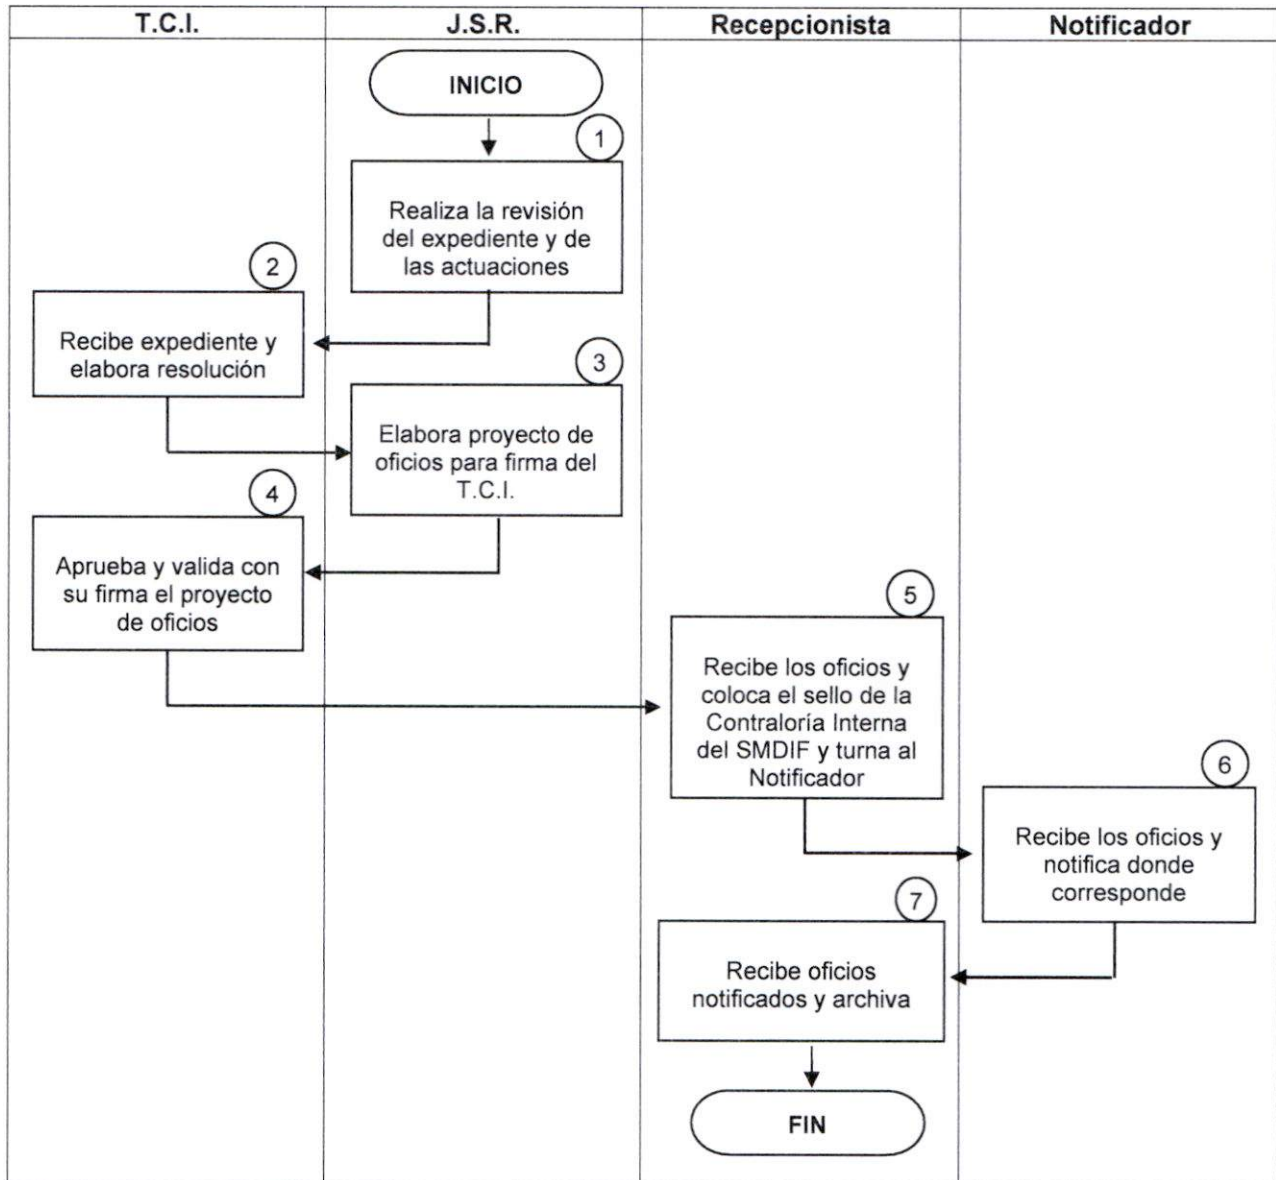 T.C.I.
J.S.R.
Recepcionista
Notificador
INICIO
1
Realiza la revisión
del expediente y de
las actuaciones
2
Recibe expediente y
elabora resolución
3
Elabora proyecto de
oficios para firma del
T.C.I.
4
Aprueba y valida con
su firma el proyecto
de oficios
5
Recibe los oficios y
coloca el sello de la
Contraloría Interna
del SMDIF y turna al
Notificador
6
Recibe los oficios y
notifica donde
corresponde
7
Recibe oficios
notificados y archiva
FIN